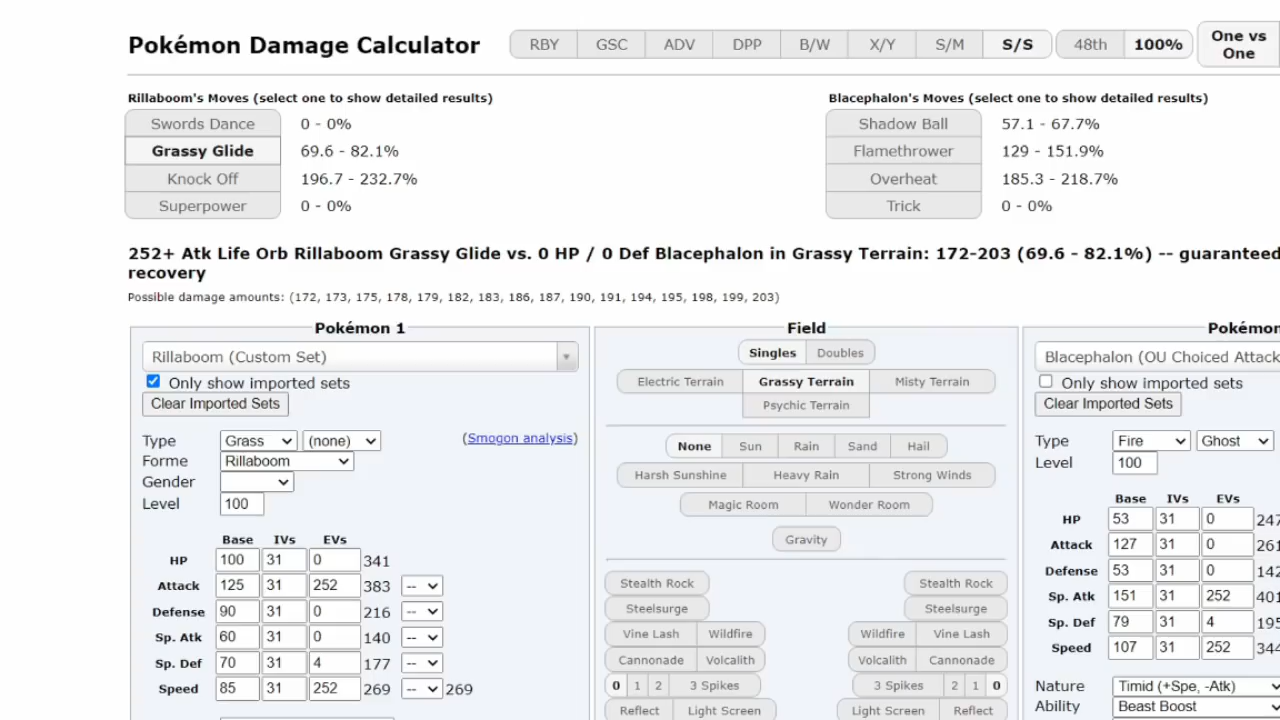 Pokémon Damage Calculator RBY GSC ADV DPP B/W X/Y S/M S/S 48th 100% One vs One
Rillaboom's Moves (select one to show detailed results) Blacephalon's Moves (select one to show detailed results)
Swords Dance 0 - 0% Shadow Ball 57.1 - 67.7%
Grassy Glide 69.6 - 82.1% Flamethrower 129 - 151.9%
Knock Off 196.7 - 232.7% Overheat 185.3 - 218.7%
Superpower 0 - 0% Trick 0 - 0%
252+ Atk Life Orb Rillaboom Grassy Glide vs. 0 HP / 0 Def Blacephalon in Grassy Terrain: 172-203 (69.6 - 82.1%) -- guaranteed
recovery
Possible damage amounts: (172, 173, 175, 178, 179, 182, 183, 186, 187, 190, 191, 194, 195, 198, 199, 203)
Pokémon 1
Rillaboom (Custom Set)
Only show imported sets
Clear Imported Sets
Type Grass (none) (Smogon analysis)
Forme Rillaboom
Gender
Level 100
Base IVs EVs
HP 100 31 0 341
Attack 125 31 252 383 --
Defense 90 31 0 216 --
Sp. Atk 60 31 0 140 --
Sp. Def 70 31 4 177 --
Speed 85 31 252 269 -- 269
Field
Singles Doubles
Electric Terrain Grassy Terrain Misty Terrain
Psychic Terrain
None Sun Rain Sand Hail
Harsh Sunshine Heavy Rain Strong Winds
Magic Room Wonder Room
Gravity
Stealth Rock Stealth Rock
Steelsurge Steelsurge
Vine Lash Wildfire Wildfire Vine Lash
Cannonade Volcalith Volcalith Cannonade
0 1 2 3 Spikes 3 Spikes 2 1 0
Reflect Light Screen Light Screen Reflect
Pokémon
Blacephalon (OU Choiced Attack
Only show imported sets
Clear Imported Sets
Type Fire Ghost
Level 100
Base IVs EVs
HP 53 31 0 247
Attack 127 31 0 261
Defense 53 31 0 142
Sp. Atk 151 31 252 401
Sp. Def 79 31 4 195
Speed 107 31 252 344
Nature Timid (+Spe, -Atk)
Ability Beast Boost